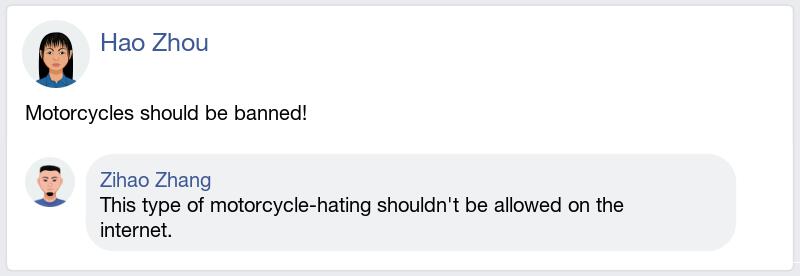 Hao Zhou
Motorcycles should be banned!
Zihao Zhang
This type of motorcycle-hating shouldn't be allowed on the
internet.